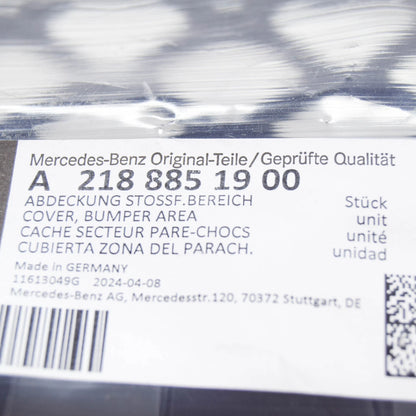 Mercedes-Benz Original-Teile/Geprüfte Qualität
A 218 885 19 00
ABDECKUNG STOSSF.BEREICH Stück
COVER, BUMPER AREA unit
CACHE SECTEUR PARE-CHOCS unité
CUBIERTA ZONA DEL PARACH. unidad
Made in GERMANY
11613049G 2024-04-08
Mercedes-Benz AG, Mercedesstr.120, 70372 Stuttgart, DE